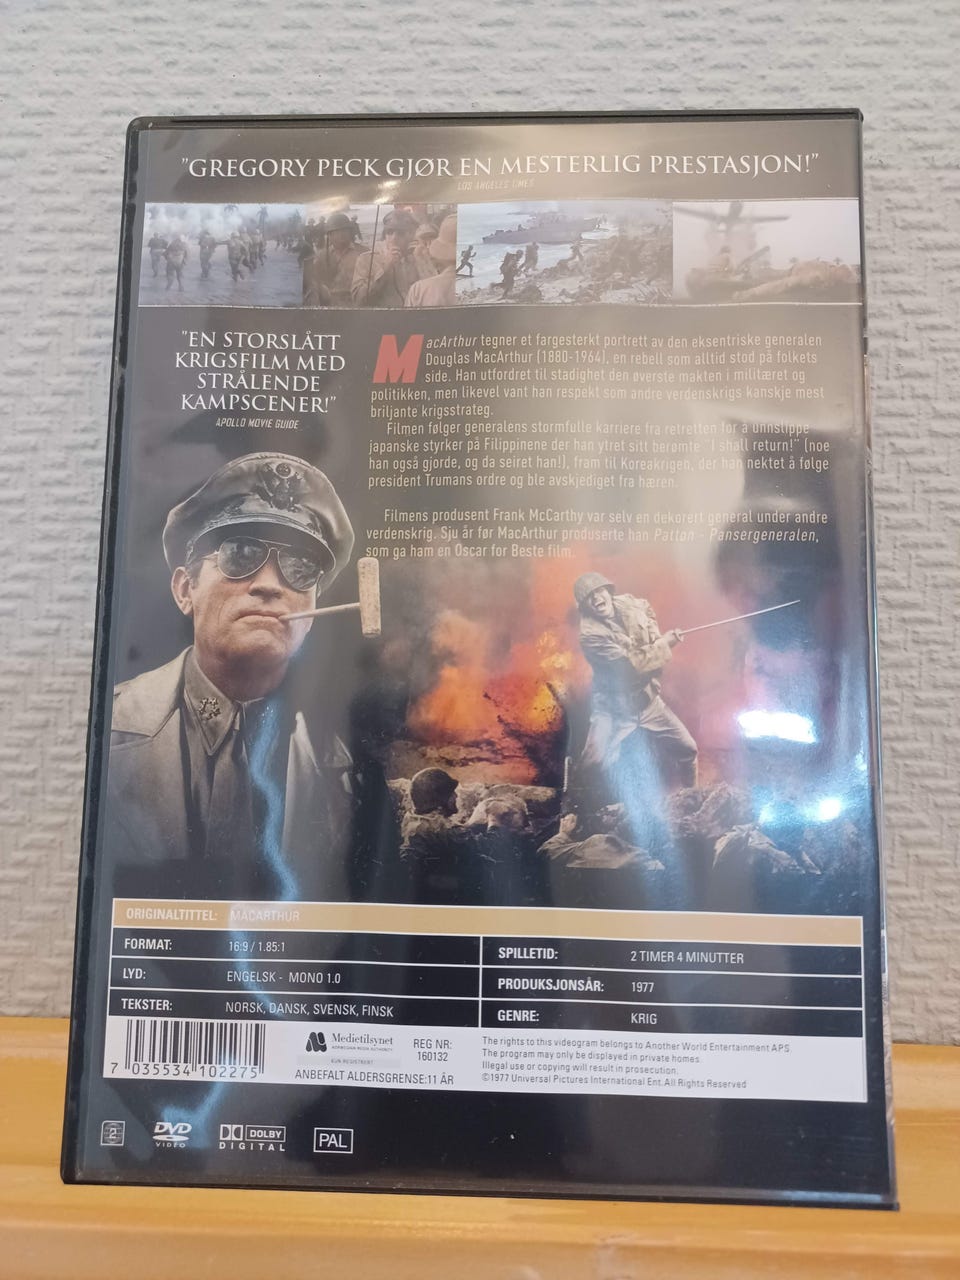 "GREGORY PECK GJØR EN MESTERLIG PRESTASJON!"
LOS ANGELES TIMES
"EN STORSLÅTT
KRIGSFILM MED
STRÅLENDE
KAMPSCENER!"
APOLLO MOVIE GUIDE
MacArthur tegner et fargesterkt portrett av den eksentriske generalen
Douglas MacArthur (1880-1964), en rebell som alltid stod på folkets
side. Han utfordret til stadighet den øverste makten i militæret og
politikken, men likevel vant han respekt som andre verdenskrigs kanskje mest
briljante krigsstrateg.
Filmen følger generalens stormfulle karriere fra retretten for å unnslippe
japanske styrker på Filippinene der han ytret sitt berømte "I shall return!" (noe
han også gjorde, og da seiret han!), fram til Koreakrigen, der han nektet å følge
president Trumans ordre og ble avskjediget fra hæren.
Filmens produsent Frank McCarthy var selv en dekorert general under andre
verdenskrig. Sju år før MacArthur produserte han Patton - Pansergeneralen,
som ga ham en Oscar for Beste film.
ORIGINALTITTEL: MACARTHUR
FORMAT: 16:9 / 1.85:1
LYD: ENGELSK - MONO 1.0
TEKSTER: NORSK, DANSK, SVENSK, FINSK
SPILLETID: 2 TIMER 4 MINUTTER
PRODUKSJONSÅR: 1977
GENRE: KRIG
7 035534 102275
Medietilsynet
NORWEGIAN MEDIA AUTHORITY
KUN REGISTRERT
REG NR:
160132
ANBEFALT ALDERSGRENSE:11 ÅR
The rights to this videogram belongs to Another World Entertainment APS.
The program may only be displayed in private homes.
Illegal use or copying will result in prosecution.
©1977 Universal Pictures International Ent. All Rights Reserved
2
DVD
VIDEO
DOLBY
DIGITAL
PAL